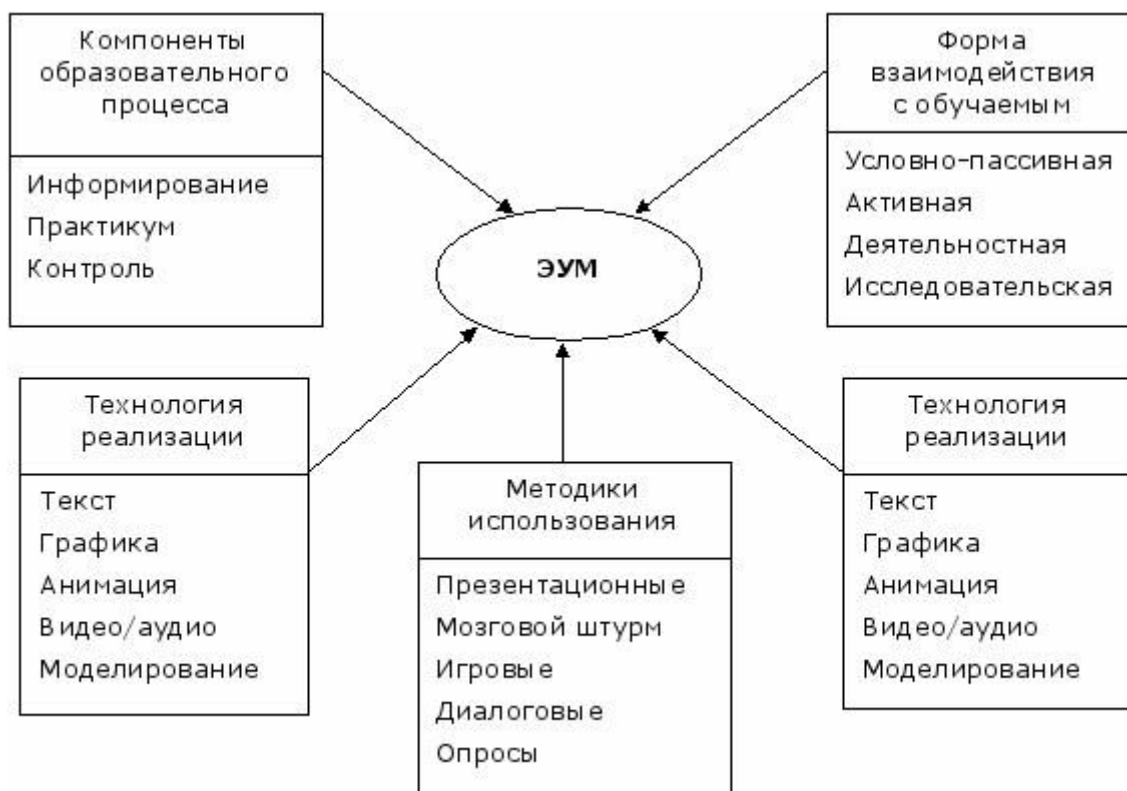 Компоненты
образовательного
процесса
Информирование
Практикум
Контроль
Форма
взаимодействия
с обучаемым
Условно-пассивная
Активная
Деятельностная
Исследовательская
ЭУМ
Технология
реализации
Текст
Графика
Анимация
Видео/аудио
Моделирование
Методики
использования
Презентационные
Мозговой штурм
Игровые
Диалоговые
Опросы
Технология
реализации
Текст
Графика
Анимация
Видео/аудио
Моделирование